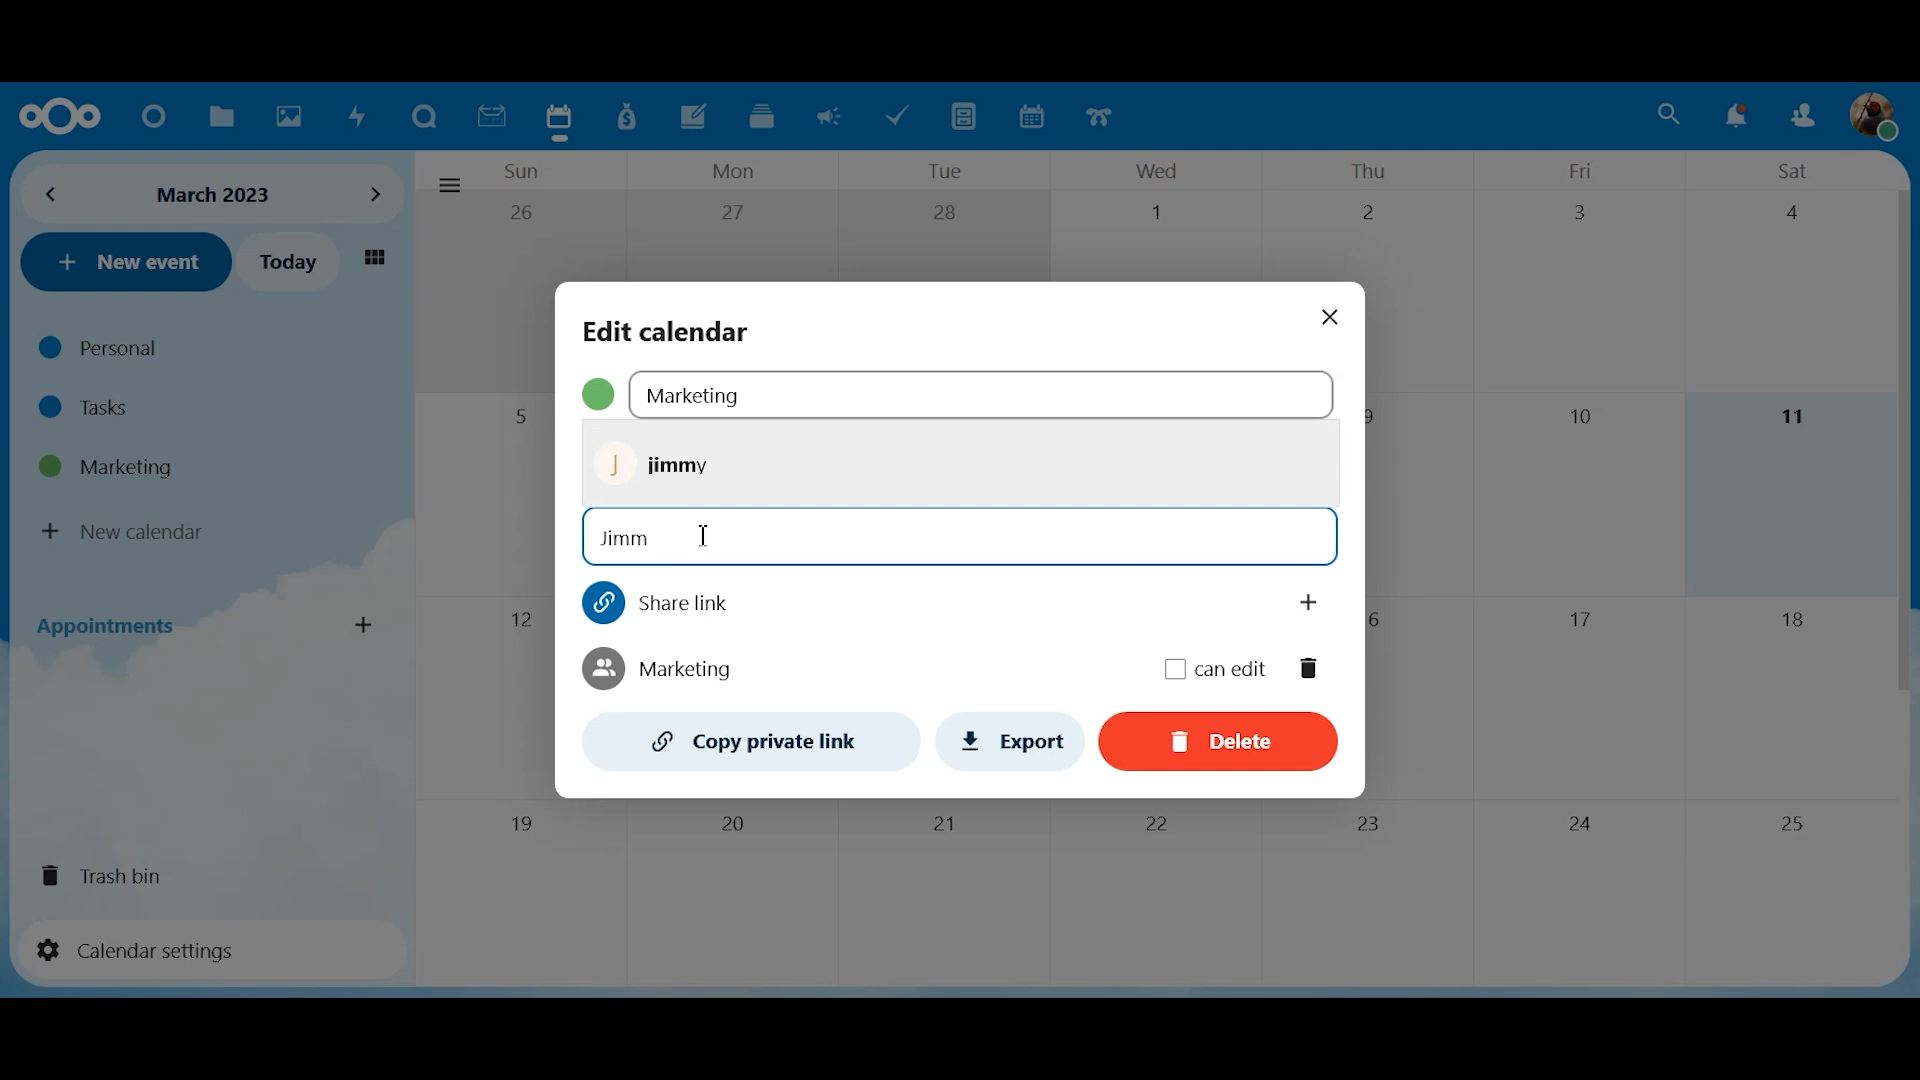 Sun Mon Tue Wed Thu Fri Sat
March 2023
26 27 28 1 2 3 4
+ New event Today
Personal
Tasks
Marketing
+ New calendar
Appointments +
Trash bin
Calendar settings
Edit calendar
Marketing
J jimmy
Jimm
Share link +
Marketing can edit
Copy private link Export Delete
5 9 10 11
12 6 17 18
19 20 21 22 23 24 25